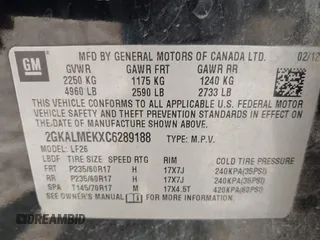 GM
MFD BY GENERAL MOTORS OF CANADA LTD. 02/12
GVWR GAWR FRT GAWR RR
2250 KG 1175 KG 1240 KG
4960 LB 2590 LB 2733 LB
THIS VEHICLE CONFORMS TO ALL APPLICABLE U.S. FEDERAL MOTOR
VEHICLE SAFETY AND THEFT PREVENTION STANDARDS IN EFFECT ON
THE DATE OF MANUFACTURE SHOWN ABOVE.
2GKALMEKXC6289188 TYPE: M.P.V.
MODEL: LF26
TIRE SIZE SPEED RTG RIM COLD TIRE PRESSURE
FRT P235/60R17 H 17X7J 240KPA(35PSI)
RR P235/60R17 H 17X7J 240KPA(35PSI)
SPA T145/70R17 M 17X4.5T 420KPA(60PSI)
SEE OWNER'S MANUAL FOR ADDITIONAL INFORMATION.